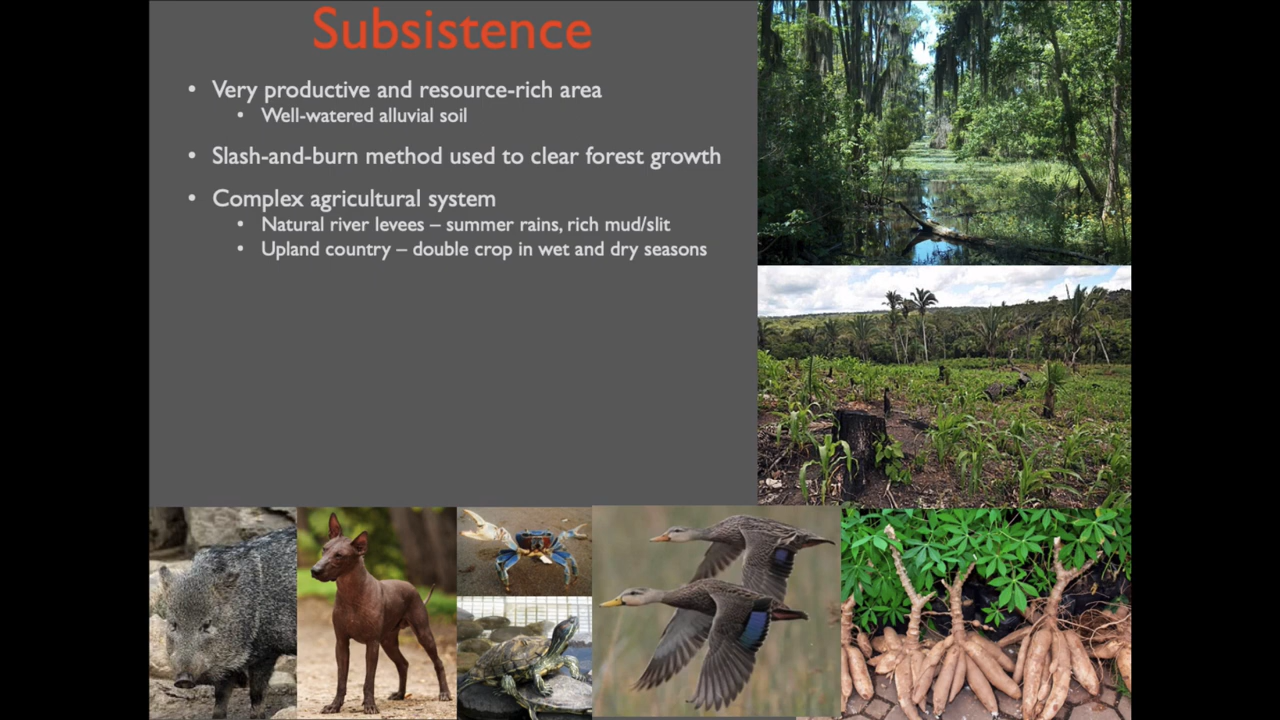 Subsistence
• Very productive and resource-rich area
• Well-watered alluvial soil
• Slash-and-burn method used to clear forest growth
• Complex agricultural system
• Natural river levees – summer rains, rich mud/slit
• Upland country – double crop in wet and dry seasons